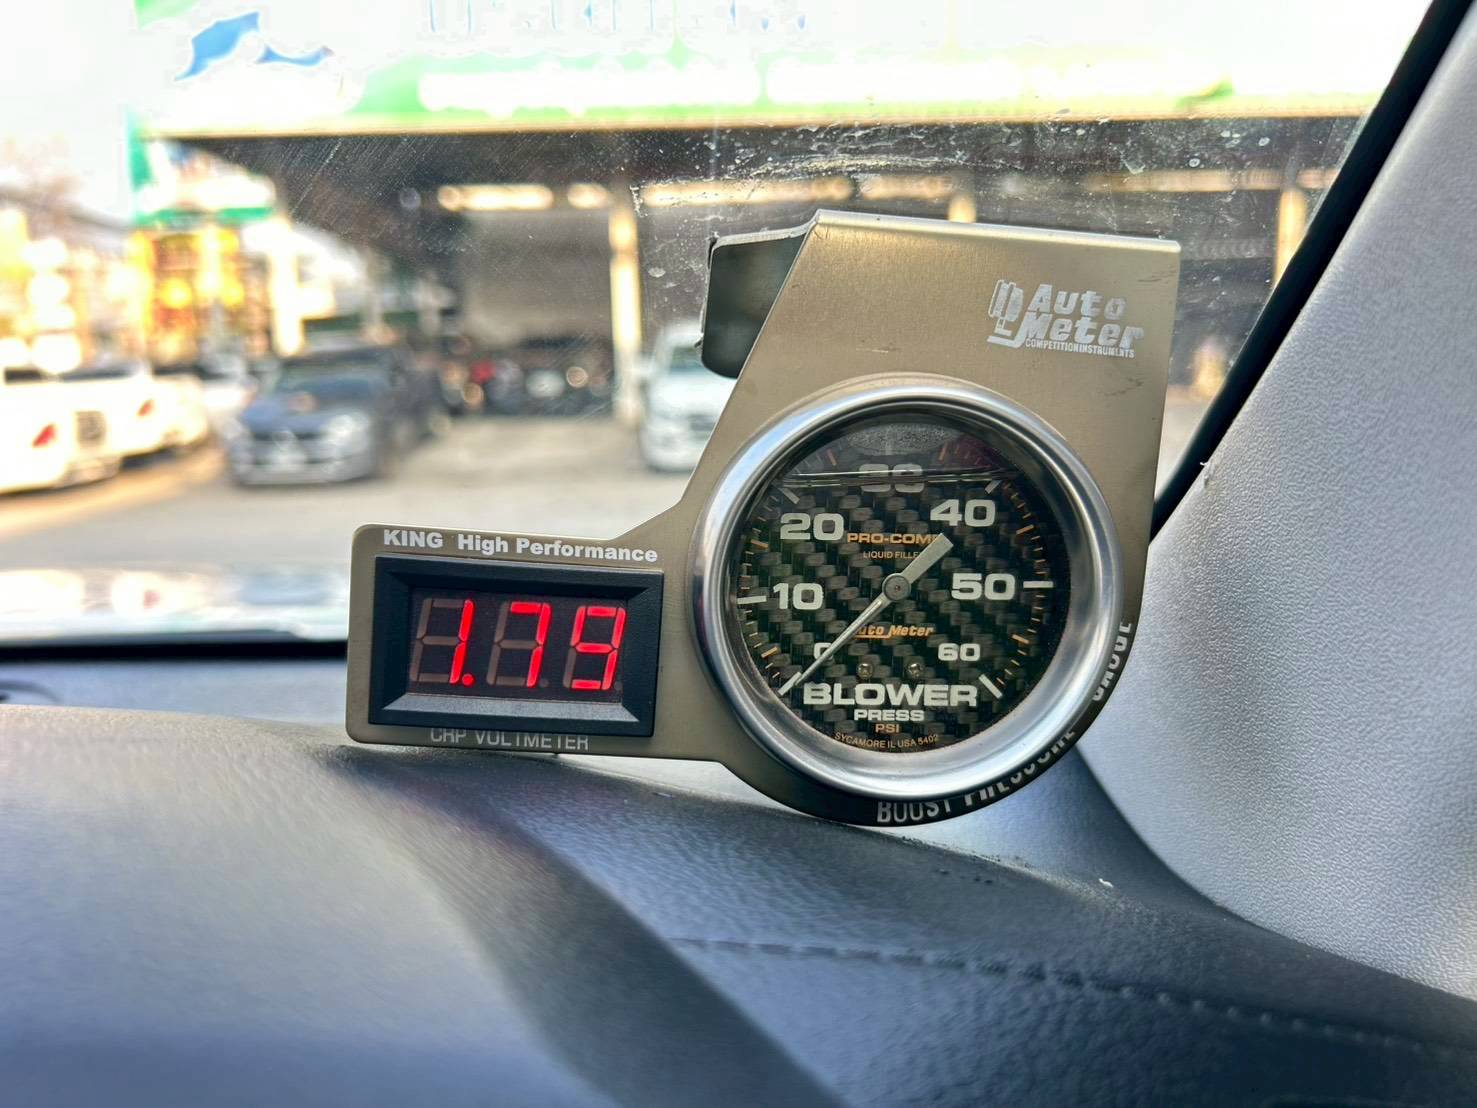 Auto
Meter
COMPETITION INSTRUMENTS
KING High Performance
1.79
CRP VOLTMETER
30
20
40
PRO-COMP
LIQUID FILLED
10
50
Auto Meter
0
60
BLOWER
PRESS
PSI
SYCAMORE IL USA 5402
BOOST PRESSURE GAUGE